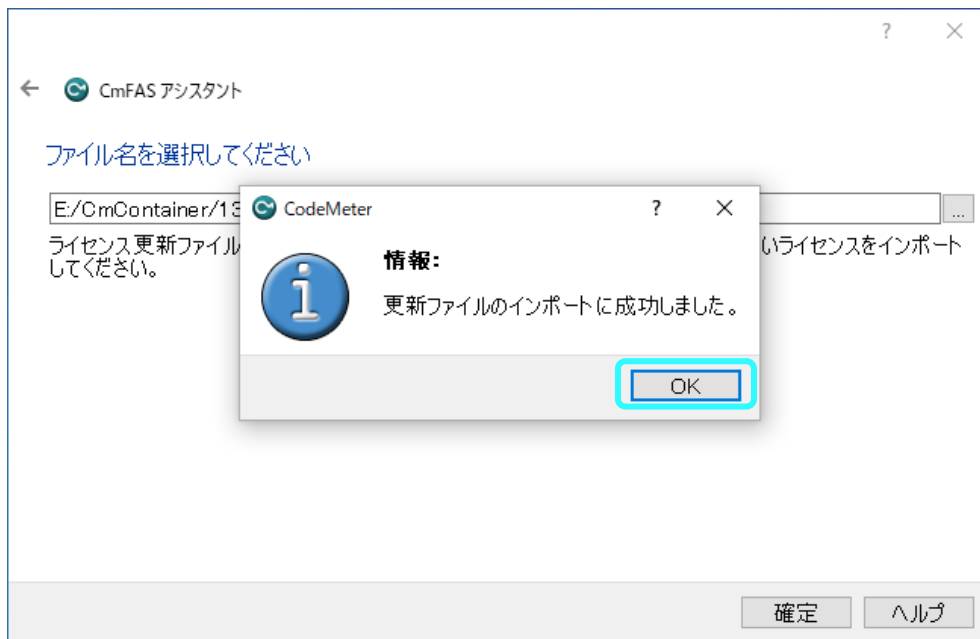 CmFAS アシスタント
ファイル名を選択してください
E:/CmContainer/13
...
ライセンス更新ファイル
いライセンスをインポート
してください。
CodeMeter
情報:
更新ファイルのインポートに成功しました。
OK
確定
ヘルプ